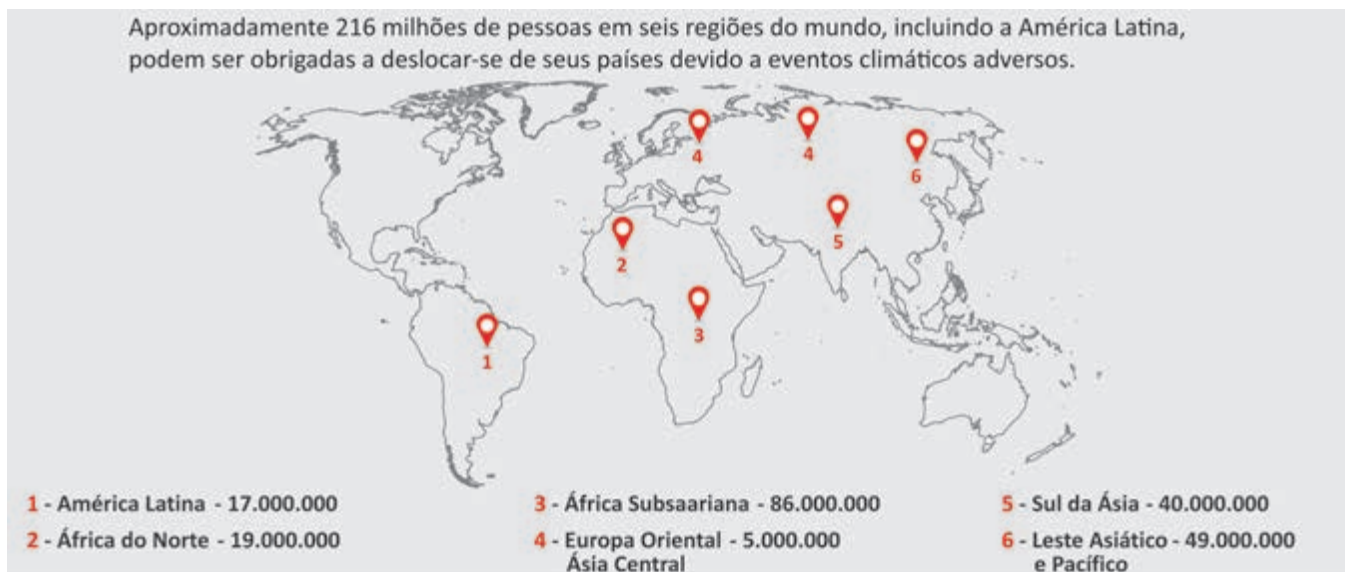 Aproximadamente 216 milhões de pessoas em seis regiões do mundo, incluindo a América Latina,
podem ser obrigadas a deslocar-se de seus países devido a eventos climáticos adversos.
4
4
6
5
2
3
1
1 - América Latina - 17.000.000
2 - África do Norte - 19.000.000
3 - África Subsaariana - 86.000.000
4 - Europa Oriental - 5.000.000
Ásia Central
5 - Sul da Ásia - 40.000.000
6 - Leste Asiático - 49.000.000
e Pacífico